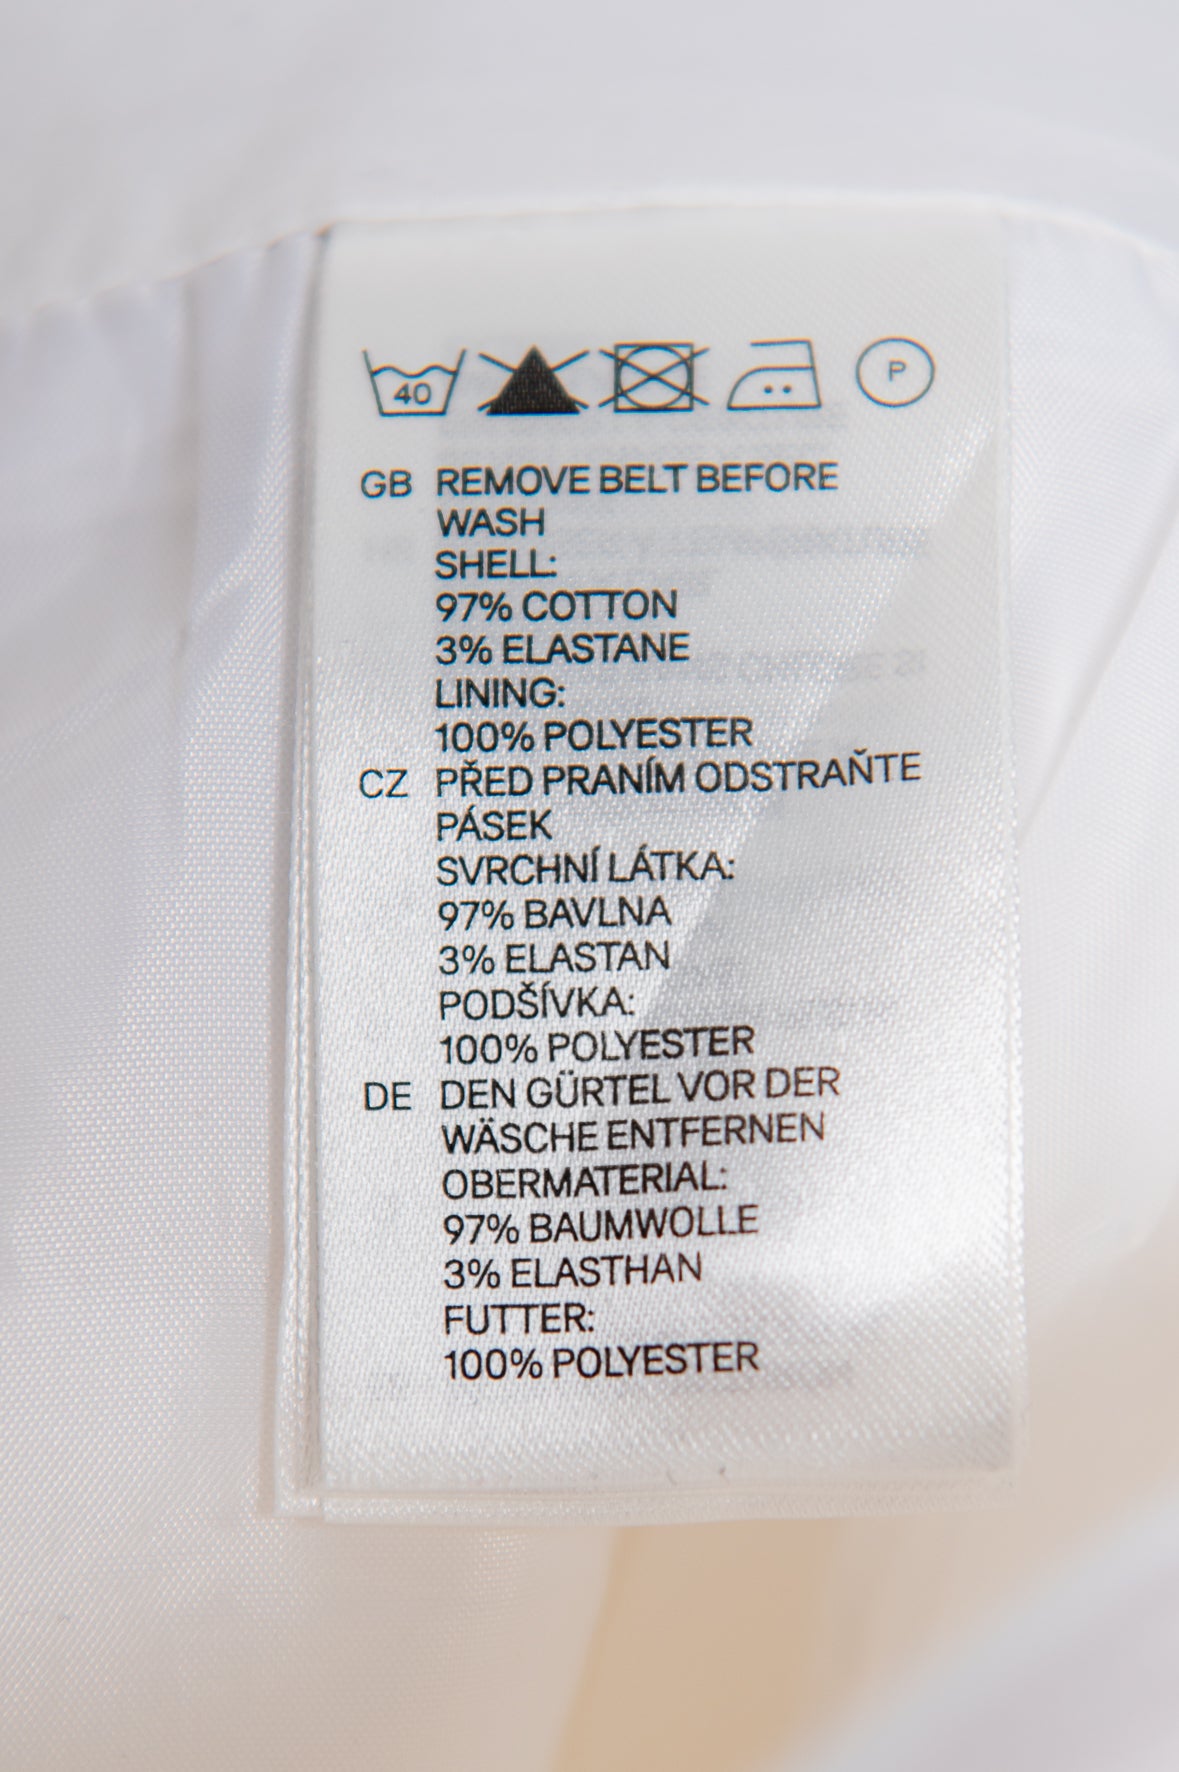 40 P
GB REMOVE BELT BEFORE
WASH
SHELL:
97% COTTON
3% ELASTANE
LINING:
100% POLYESTER
CZ PŘED PRANÍM ODSTRAŇTE
PÁSEK
SVRCHNÍ LÁTKA:
97% BAVLNA
3% ELASTAN
PODŠÍVKA:
100% POLYESTER
DE DEN GÜRTEL VOR DER
WÄSCHE ENTFERNEN
OBERMATERIAL:
97% BAUMWOLLE
3% ELASTHAN
FUTTER:
100% POLYESTER